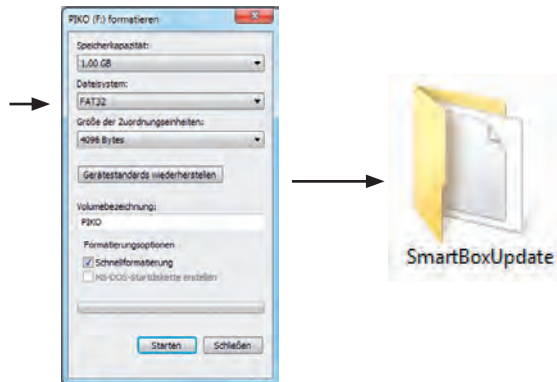 PIKO (F:) formatieren
Speicherkapazität:
1,00 GB
Dateisystem:
FAT32
Größe der Zuordnungseinheiten:
4096 Bytes
Gerätestandards wiederherstellen
Volumebezeichnung:
PIKO
Formatierungsoptionen
Schnellformatierung
MS-DOS-Startdiskette erstellen
Starten Schließen
SmartBoxUpdate